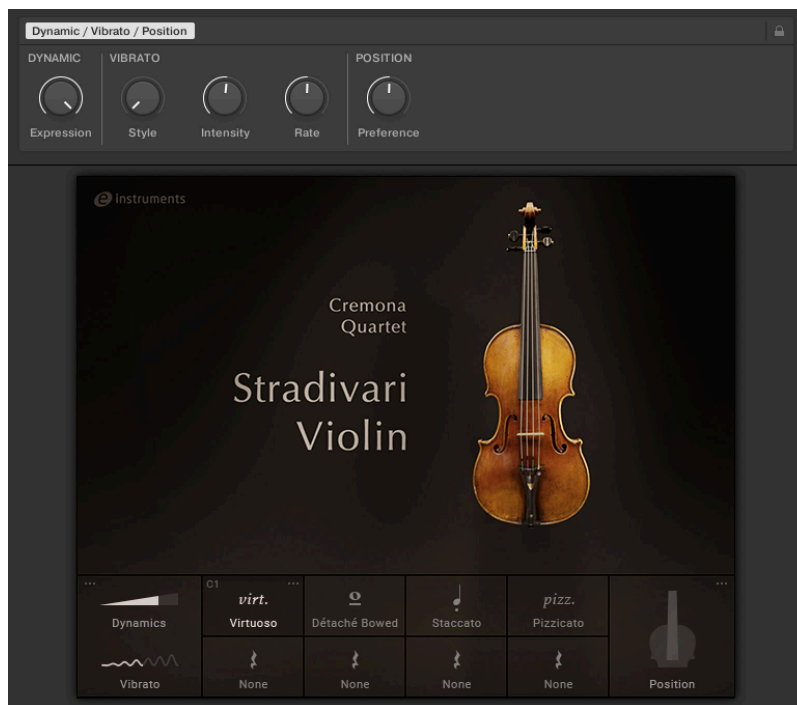 Dynamic / Vibrato / Position
DYNAMIC
VIBRATO
POSITION
Expression
Style
Intensity
Rate
Preference
e instruments
Cremona
Quartet
Stradivari
Violin
C1
virt.
pizz.
Dynamics
Virtuoso
Détaché Bowed
Staccato
Pizzicato
Vibrato
None
None
None
None
Position